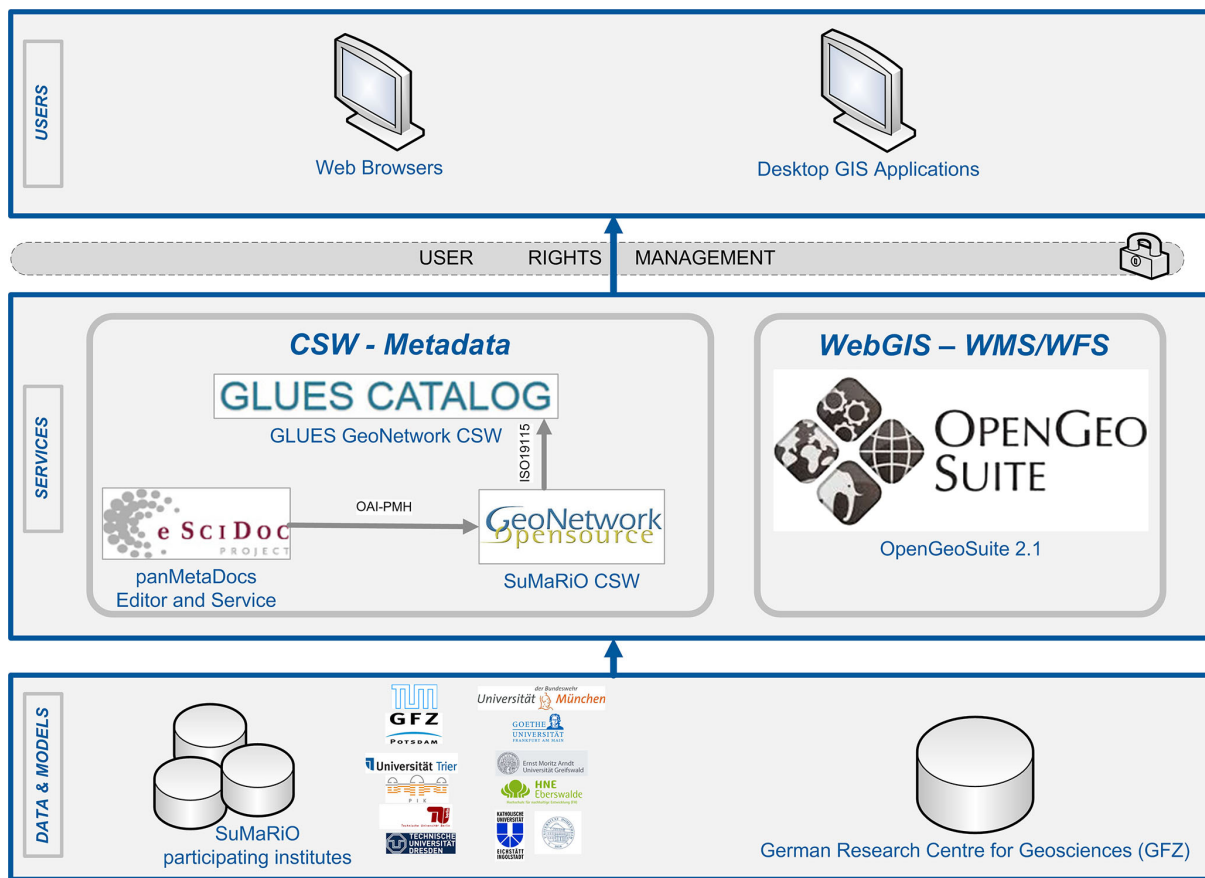 USERS
Web Browsers
Desktop GIS Applications
USER RIGHTS MANAGEMENT
SERVICES
CSW - Metadata
GLUES CATALOG
GLUES GeoNetwork CSW
ISO19115
e SciDoc
PROJECT
OAI-PMH
GeoNetwork
Opensource
panMetaDocs
Editor and Service
SuMaRiO CSW
WebGIS – WMS/WFS
OPENGEO
SUITE
OpenGeoSuite 2.1
DATA & MODELS
SuMaRiO
participating institutes
TUM
GFZ
POTSDAM
Universität Trier
PIK
Technische Universität Berlin
TECHNISCHE
UNIVERSITÄT
DRESDEN
der Bundeswehr
Universität München
GOETHE
UNIVERSITÄT
FRANKFURT AM MAIN
Ernst Moritz Arndt
Universität Greifswald
HNE
Eberswalde
KATHOLISCHE
UNIVERSITÄT
EICHSTÄTT
INGOLSTADT
German Research Centre for Geosciences (GFZ)